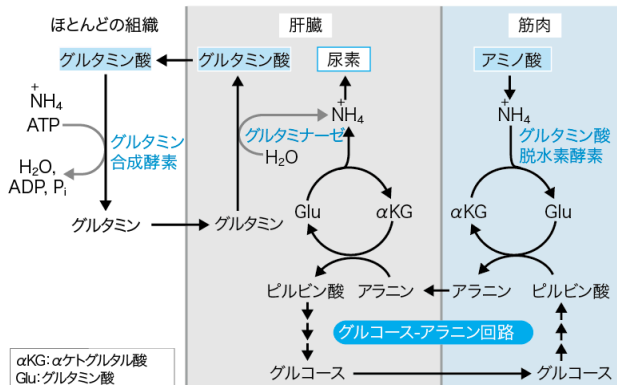 ほとんどの組織
肝臓
筋肉
グルタミン酸
グルタミン酸
尿素
アミノ酸
+
NH4
ATP
グルタミン
合成酵素
H2O,
ADP, Pi
グルタミン
グルタミン
グルタミナーゼ
H2O
+
NH4
+
NH4
グルタミン酸
脱水素酵素
Glu
αKG
αKG
Glu
ピルビン酸
アラニン
アラニン
ピルビン酸
グルコース-アラニン回路
グルコース
グルコース
αKG:αケトグルタル酸
Glu:グルタミン酸